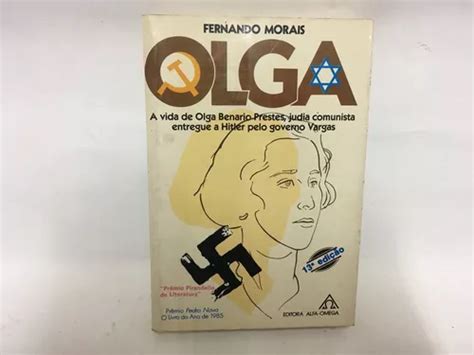 FERNANDO MORAIS
OLGA
A vida de Olga Benario Prestes, judia comunista
entregue a Hitler pelo governo Vargas
13ª edição
"Prêmio Pirandello
de Literatura"
Prêmio Pedro Nava
O Livro do Ano de 1985
EDITORA ALFA-OMEGA